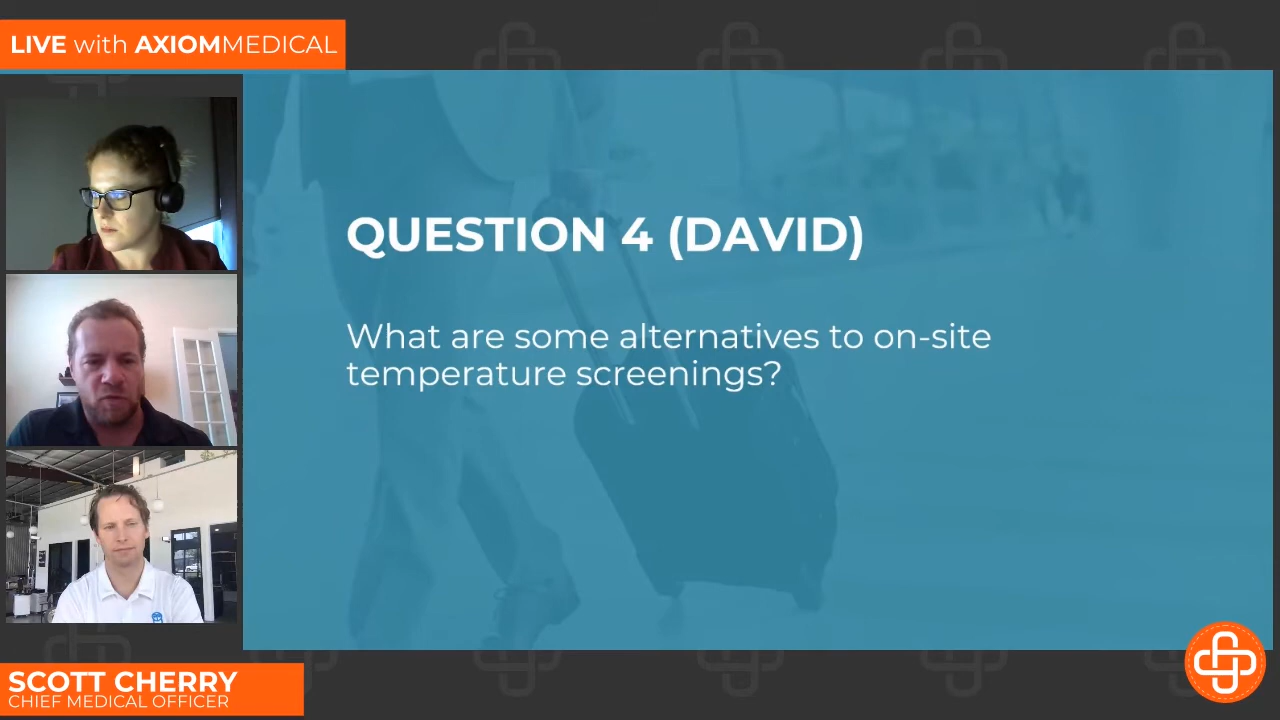 LIVE with AXIOMMEDICAL
QUESTION 4 (DAVID)
What are some alternatives to on-site
temperature screenings?
SCOTT CHERRY
CHIEF MEDICAL OFFICER